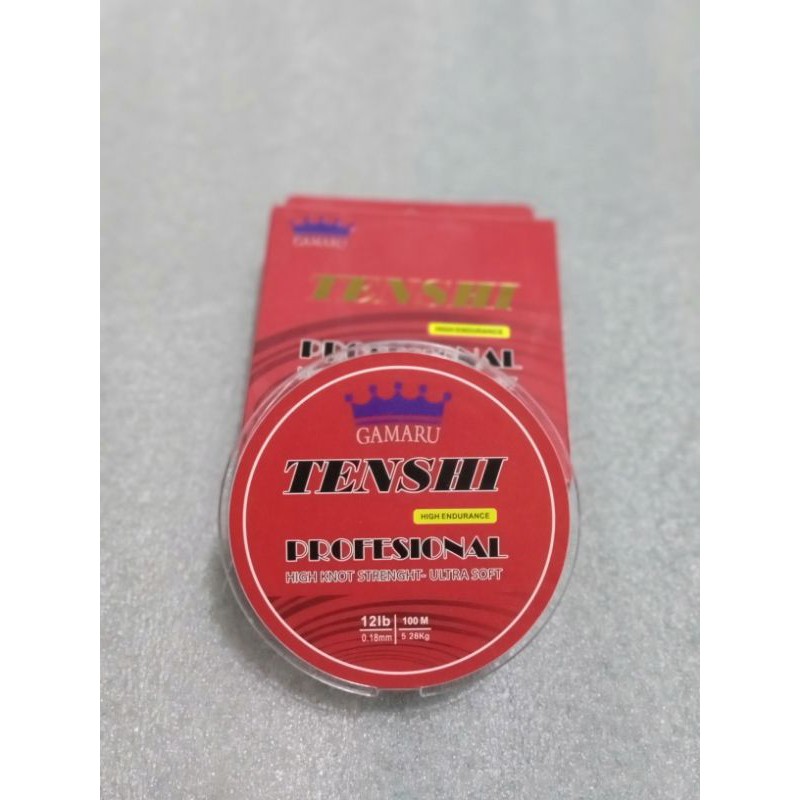 GAMARU
TENSHI
HIGH ENDURANCE
PROFESIONAL
GAMARU
TENSHI
HIGH ENDURANCE
PROFESIONAL
HIGH KNOT STRENGHT- ULTRA SOFT
12lb 100 M
0.18mm 5 28Kg